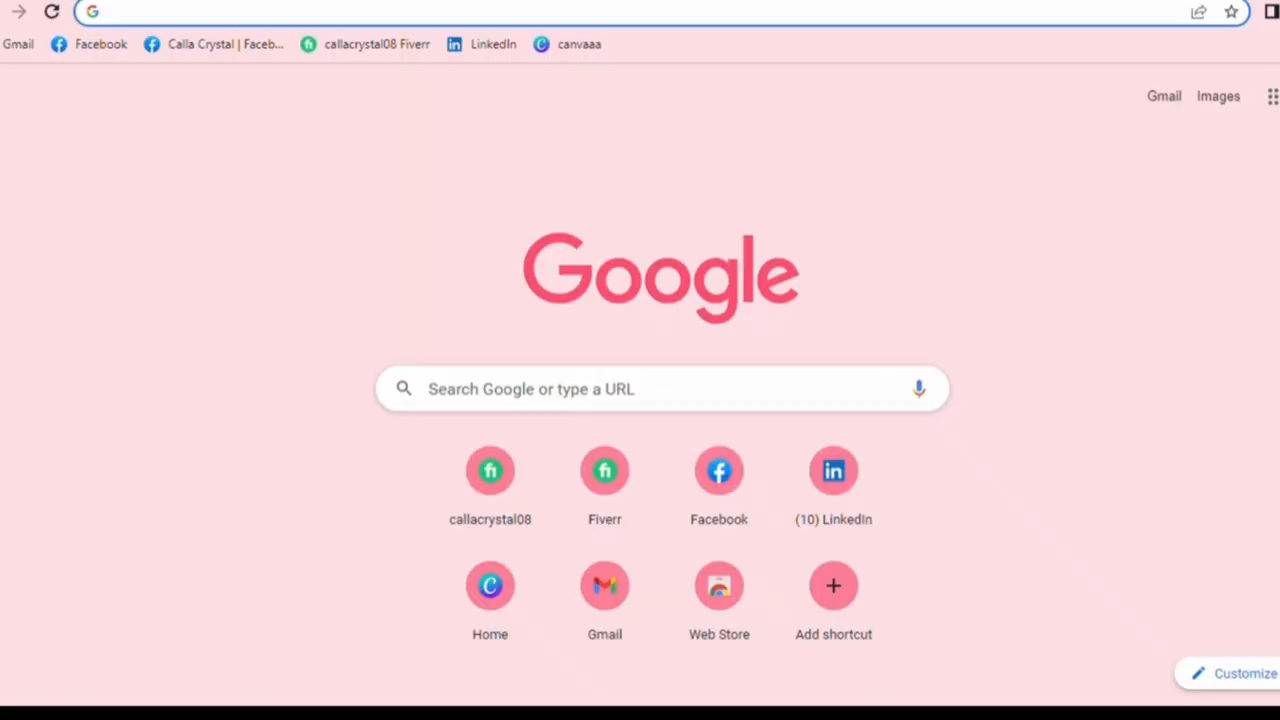 Gmail Facebook Calla Crystal | Faceb... callacrystal08 Fiverr LinkedIn canvaaa
Gmail Images
Google
Search Google or type a URL
callacrystal08 Fiverr Facebook (10) LinkedIn
Home Gmail Web Store Add shortcut
Customize